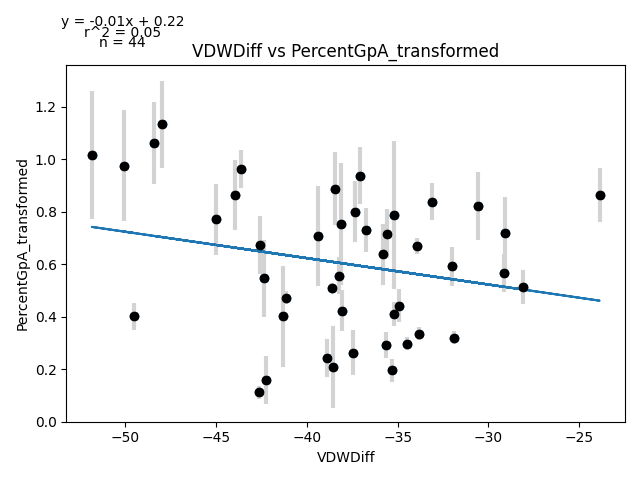 y = -0.01x + 0.22
r^2 = 0.05
n = 44
VDWDiff vs PercentGpA_transformed
PercentGpA_transformed
1.2
1.0
0.8
0.6
0.4
0.2
0.0
−50
−45
−40
−35
−30
−25
VDWDiff